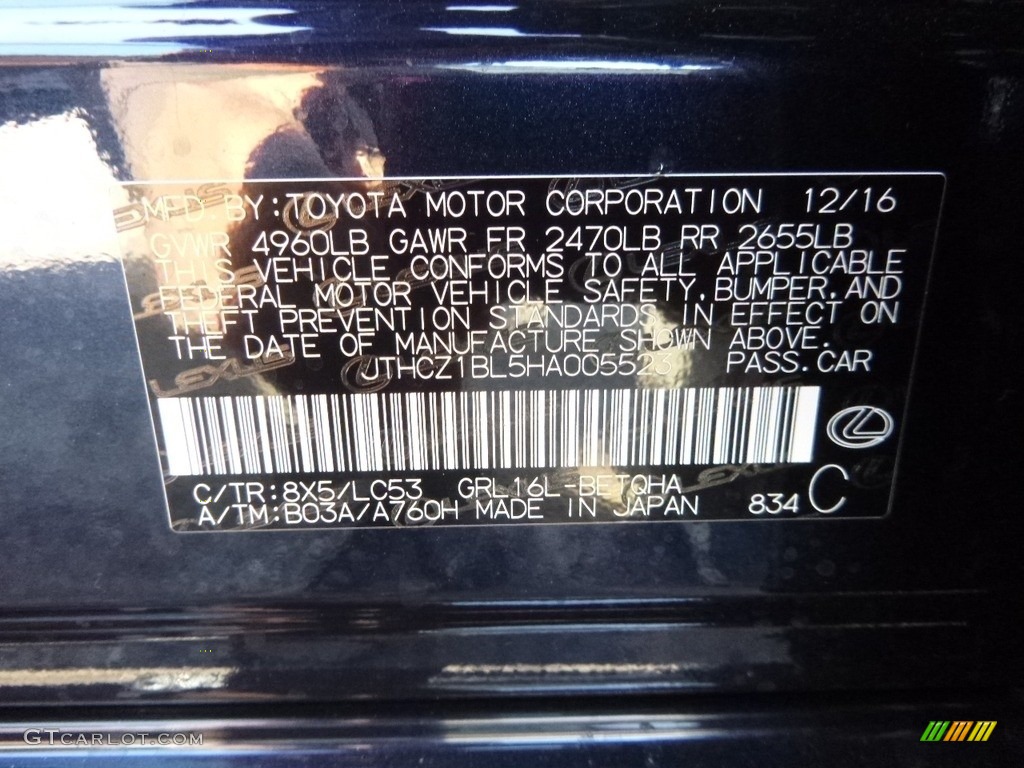 MFD BY:TOYOTA MOTOR CORPORATION 12/16
GVWR 4960LB GAWR FR 2470LB RR 2655LB
THIS VEHICLE CONFORMS TO ALL APPLICABLE
FEDERAL MOTOR VEHICLE SAFETY,BUMPER,AND
THEFT PREVENTION STANDARDS IN EFFECT ON
THE DATE OF MANUFACTURE SHOWN ABOVE.
JTHCZ1BL5HA005523 PASS.CAR
C/TR:8X5/LC53 GRL16L-BETQHA
A/TM:B03A/A760H MADE IN JAPAN 834 C
GTCARLOT.COM